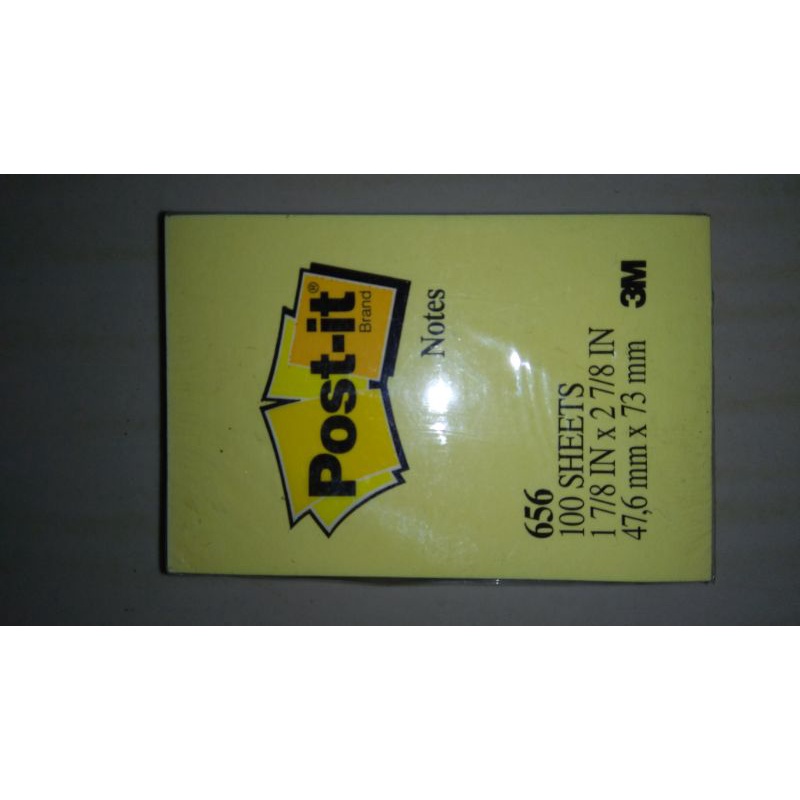 Post-it®
Brand
Notes
656
100 SHEETS
1 7/8 IN x 2 7/8 IN
47,6 mm x 73 mm
3M